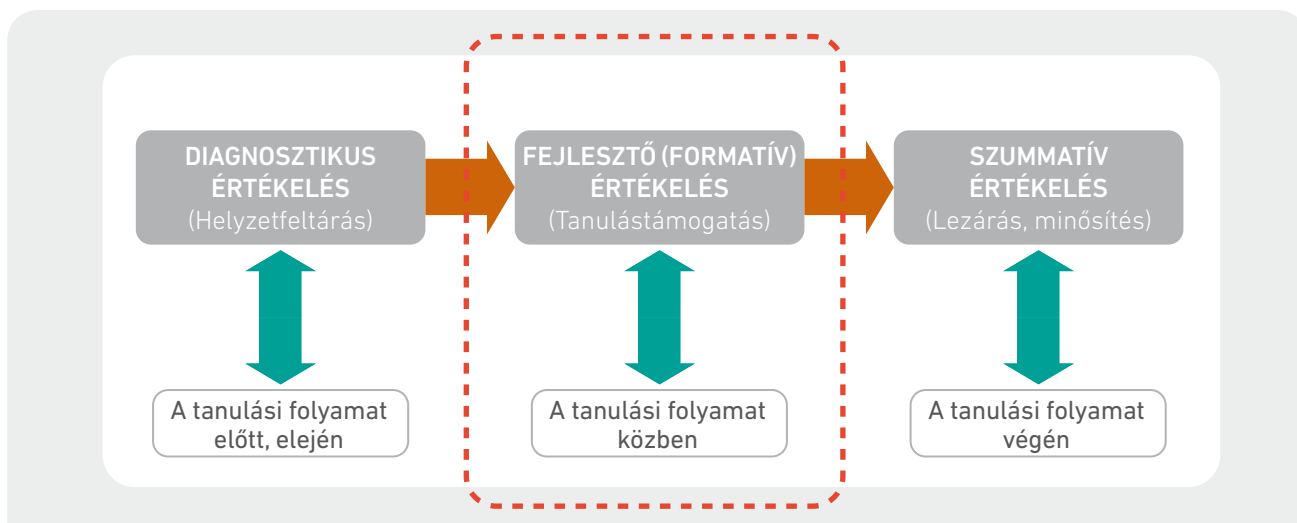 DIAGNOSZTIKUS
ÉRTÉKELÉS
(Helyzetfeltárás)
FEJLESZTŐ (FORMATÍV)
ÉRTÉKELÉS
(Tanulástámogatás)
SZUMMATÍV
ÉRTÉKELÉS
(Lezárás, minősítés)
A tanulási folyamat
előtt, elején
A tanulási folyamat
közben
A tanulási folyamat
végén